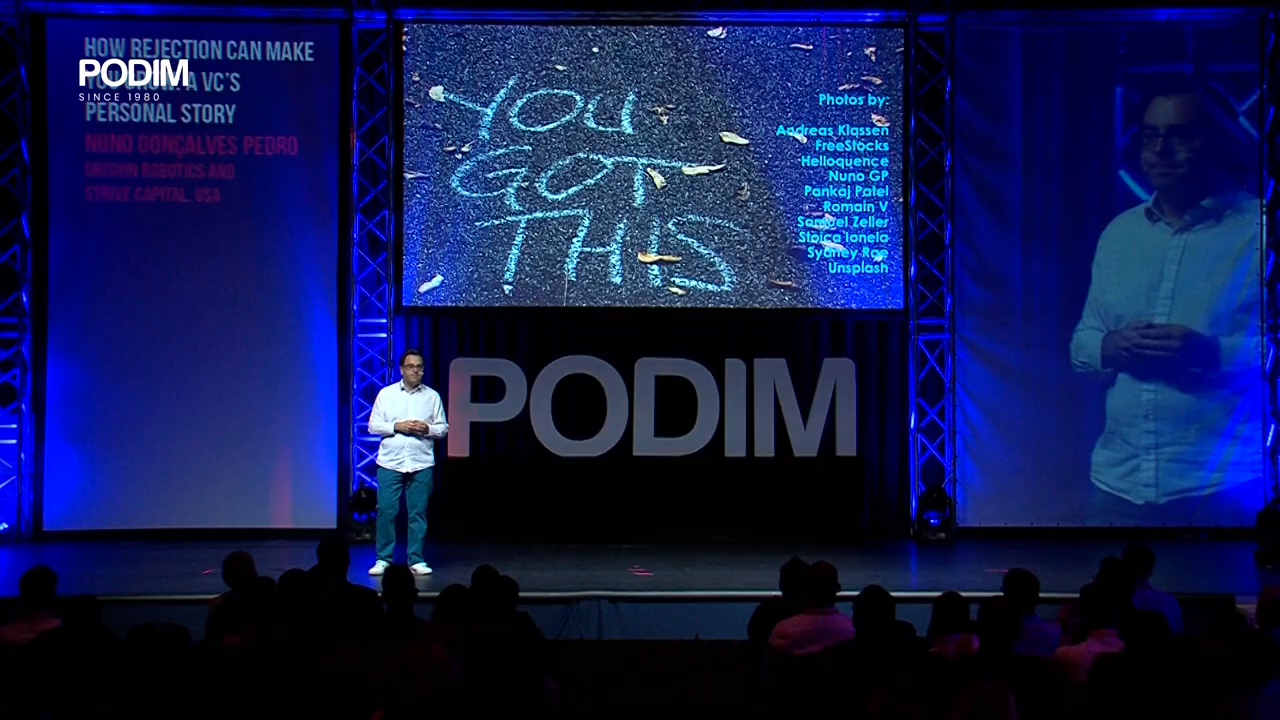 HOW REJECTION CAN MAKE
PODIM
A VC'S
SINCE 1980
PERSONAL STORY
NUNO GONÇALVES PEDRO
GRISHIN ROBOTICS AND
STRIVE CAPITAL, USA
YOU
GOT
THIS
Photos by:
Andreas Klassen
FreeStocks
Helloquence
Nuno GP
Pankaj Patel
Romain V
Samuel Zeller
Stoica Ionela
Sydney Rae
Unsplash
PODIM